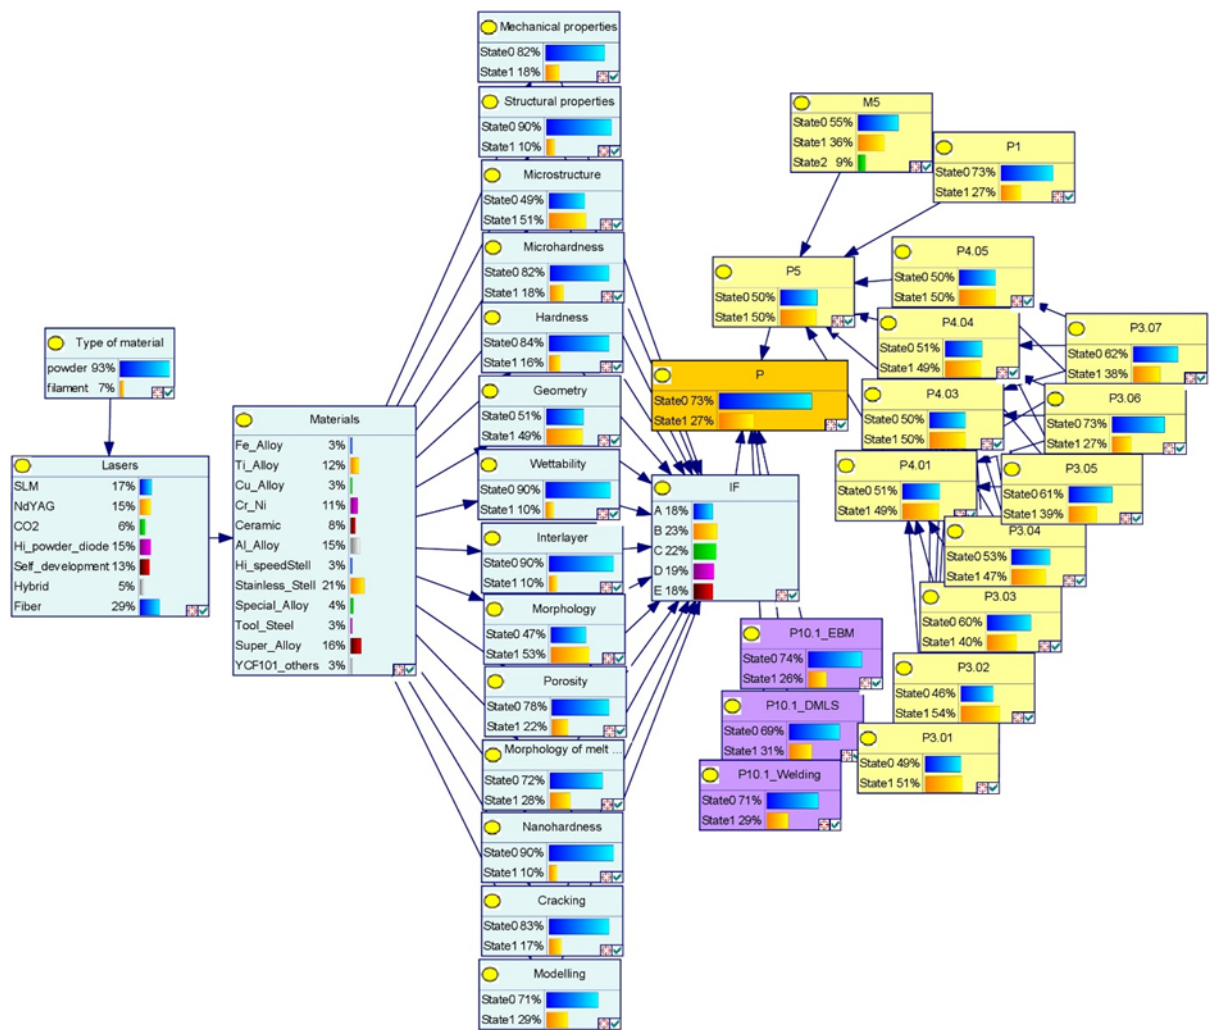 Mechanical properties
State0 82%
State1 18%
Structural properties
State0 90%
State1 10%
Microstructure
State0 49%
State1 51%
Microhardness
State0 82%
State1 18%
Hardness
State0 84%
State1 16%
Geometry
State0 51%
State1 49%
Wettability
State0 90%
State1 10%
Interlayer
State0 90%
State1 10%
Morphology
State0 47%
State1 53%
Porosity
State0 78%
State1 22%
Morphology of melt ...
State0 72%
State1 28%
Nanohardness
State0 90%
State1 10%
Cracking
State0 83%
State1 17%
Modelling
State0 71%
State1 29%
Type of material
powder 93%
filament 7%
Lasers
SLM 17%
NdYAG 15%
CO2 6%
Hi_powder_diode 15%
Self_development 13%
Hybrid 5%
Fiber 29%
Materials
Fe_Alloy 3%
Ti_Alloy 12%
Cu_Alloy 3%
Cr_Ni 11%
Ceramic 8%
Al_Alloy 15%
Hi_speedStell 3%
Stainless_Stell 21%
Special_Alloy 4%
Tool_Steel 3%
Super_Alloy 16%
YCF101_others 3%
M5
State0 55%
State1 36%
State2 9%
P1
State0 73%
State1 27%
P5
State0 50%
State1 50%
P
State0 73%
State1 27%
IF
A 18%
B 23%
C 22%
D 19%
E 18%
P4.05
State0 50%
State1 50%
P4.04
State0 51%
State1 49%
P4.03
State0 50%
State1 50%
P4.01
State0 51%
State1 49%
P3.07
State0 62%
State1 38%
P3.06
State0 73%
State1 27%
P3.05
State0 61%
State1 39%
P3.04
State0 53%
State1 47%
P3.03
State0 60%
State1 40%
P3.02
State0 46%
State1 54%
P3.01
State0 49%
State1 51%
P10.1_EBM
State0 74%
State1 26%
P10.1_DMLS
State0 69%
State1 31%
P10.1_Welding
State0 71%
State1 29%